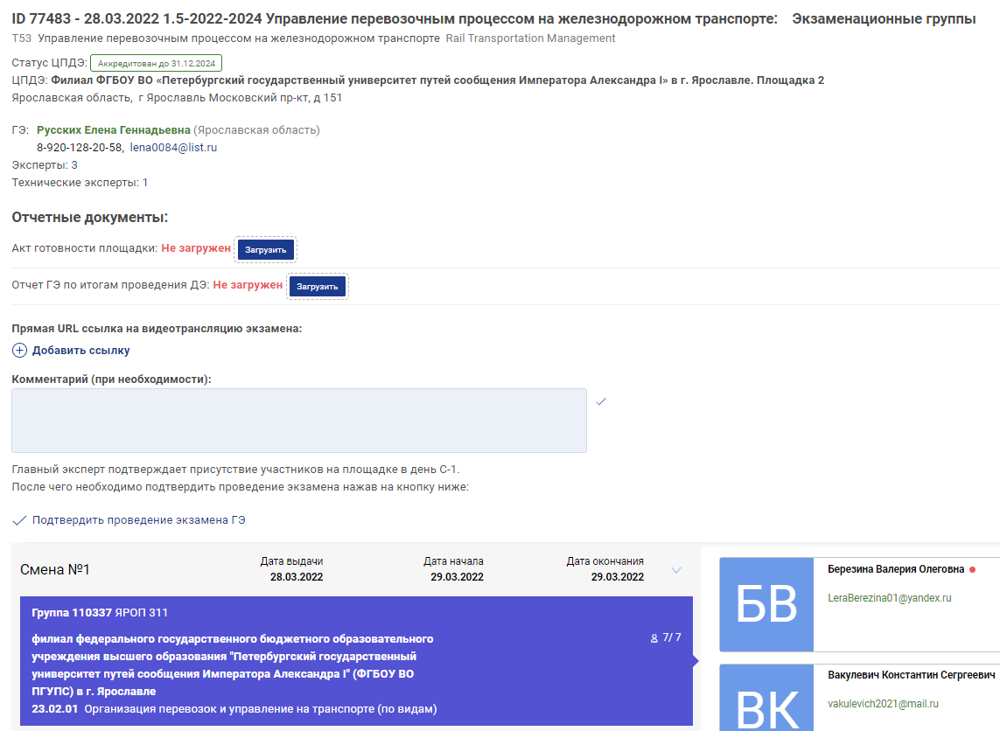 ID 77483 - 28.03.2022 1.5-2022-2024 Управление перевозочным процессом на железнодорожном транспорте: Экзаменационные группы
T53 Управление перевозочным процессом на железнодорожном транспорте Rail Transportation Management
Статус ЦПДЭ: Аккредитован до 31.12.2024
ЦПДЭ: Филиал ФГБОУ ВО «Петербургский государственный университет путей сообщения Императора Александра I» в г. Ярославле. Площадка 2
Ярославская область, г Ярославль Московский пр-кт, д 151
ГЭ: Русских Елена Геннадьевна (Ярославская область)
8-920-128-20-58, lena0084@list.ru
Эксперты: 3
Технические эксперты: 1
Отчетные документы:
Акт готовности площадки: Не загружен Загрузить
Отчет ГЭ по итогам проведения ДЭ: Не загружен Загрузить
Прямая URL ссылка на видеотрансляцию экзамена:
Добавить ссылку
Комментарий (при необходимости):
Главный эксперт подтверждает присутствие участников на площадке в день С-1.
После чего необходимо подтвердить проведение экзамена нажав на кнопку ниже:
Подтвердить проведение экзамена ГЭ
Смена №1
Дата выдачи
28.03.2022
Дата начала
29.03.2022
Дата окончания
29.03.2022
Группа 110337 ЯРОП 311
филиал федерального государственного бюджетного образовательного
учреждения высшего образования "Петербургский государственный
университет путей сообщения Императора Александра I" (ФГБОУ ВО
ПГУПС) в г. Ярославле
23.02.01 Организация перевозок и управление на транспорте (по видам)
7/ 7
БВ
Березина Валерия Олеговна
LeraBerezina01@yandex.ru
ВК
Вакулевич Константин Сегргеевич
vakulevich2021@mail.ru